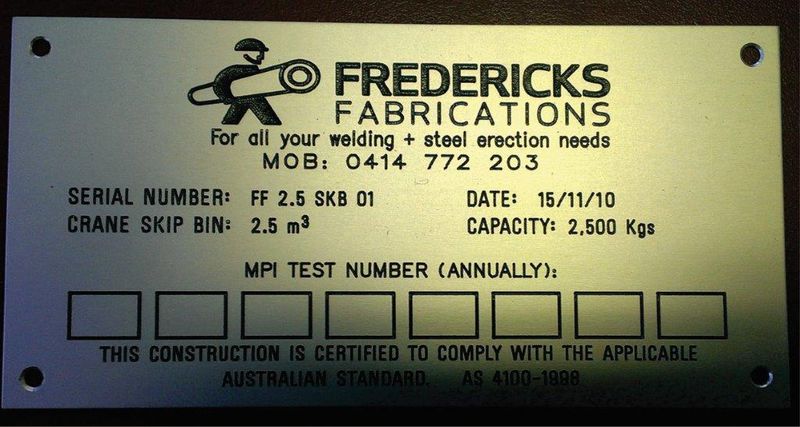 FREDERICKS
FABRICATIONS
For all your welding + steel erection needs
MOB: 0414 772 203
SERIAL NUMBER: FF 2.5 SKB 01 DATE: 15/11/10
CRANE SKIP BIN: 2.5 m³ CAPACITY: 2,500 Kgs
MPI TEST NUMBER (ANNUALLY):
THIS CONSTRUCTION IS CERTIFIED TO COMPLY WITH THE APPLICABLE
AUSTRALIAN STANDARD. AS 4100-1998